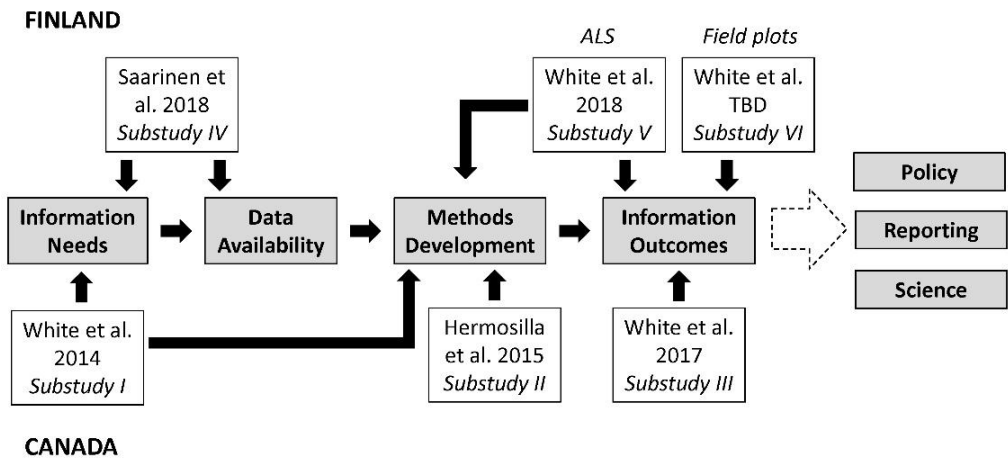 FINLAND
ALS
Field plots
Saarinen et
al. 2018
Substudy IV
White et al.
2018
Substudy V
White et al.
TBD
Substudy VI
Information
Needs
Data
Availability
Methods
Development
Information
Outcomes
Policy
Reporting
Science
White et al.
2014
Substudy I
Hermosilla
et al. 2015
Substudy II
White et al.
2017
Substudy III
CANADA